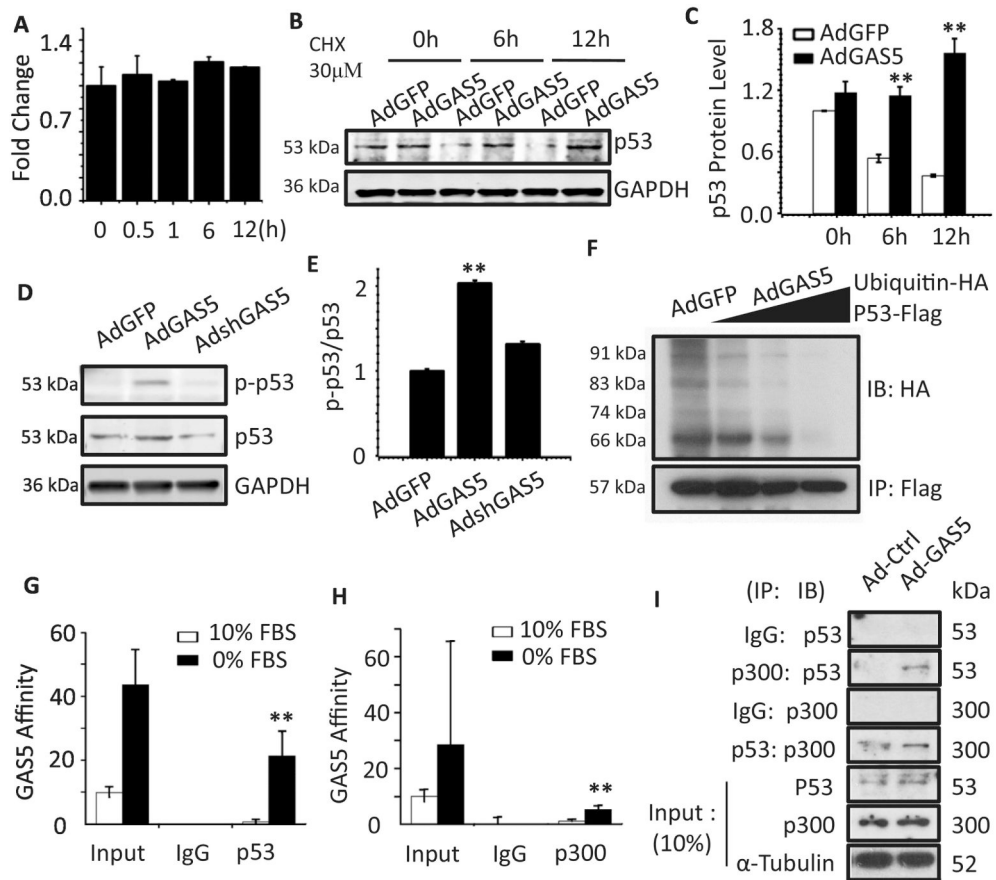 A
Fold Change
1.4
0.7
0.0
0 0.5 1 6 12(h)
B
CHX
30μM
0h 6h 12h
AdGFP AdGAS5 AdGFP AdGAS5 AdGFP AdGAS5
53 kDa p53
36 kDa GAPDH
C
p53 Protein Level
1.8
1.2
0.6
0.0
AdGFP
AdGAS5
**
**
0h 6h 12h
D
AdGFP AdGAS5 AdshGAS5
53 kDa p-p53
53 kDa p53
36 kDa GAPDH
E
p-p53/p53
2
1
0
**
AdGFP AdGAS5 AdshGAS5
F
AdGFP AdGAS5 Ubiquitin-HA
P53-Flag
91 kDa
83 kDa
74 kDa
66 kDa
IB: HA
57 kDa IP: Flag
G
GAS5 Affinity
60
40
20
0
10% FBS
0% FBS
**
Input IgG p53
H
GAS5 Affinity
60
40
20
0
10% FBS
0% FBS
**
Input IgG p300
I
Ad-Ctrl Ad-GAS5
(IP: IB) kDa
IgG: p53 53
p300: p53 53
IgG: p300 300
p53: p300 300
Input :
(10%)
P53 53
p300 300
α-Tubulin 52